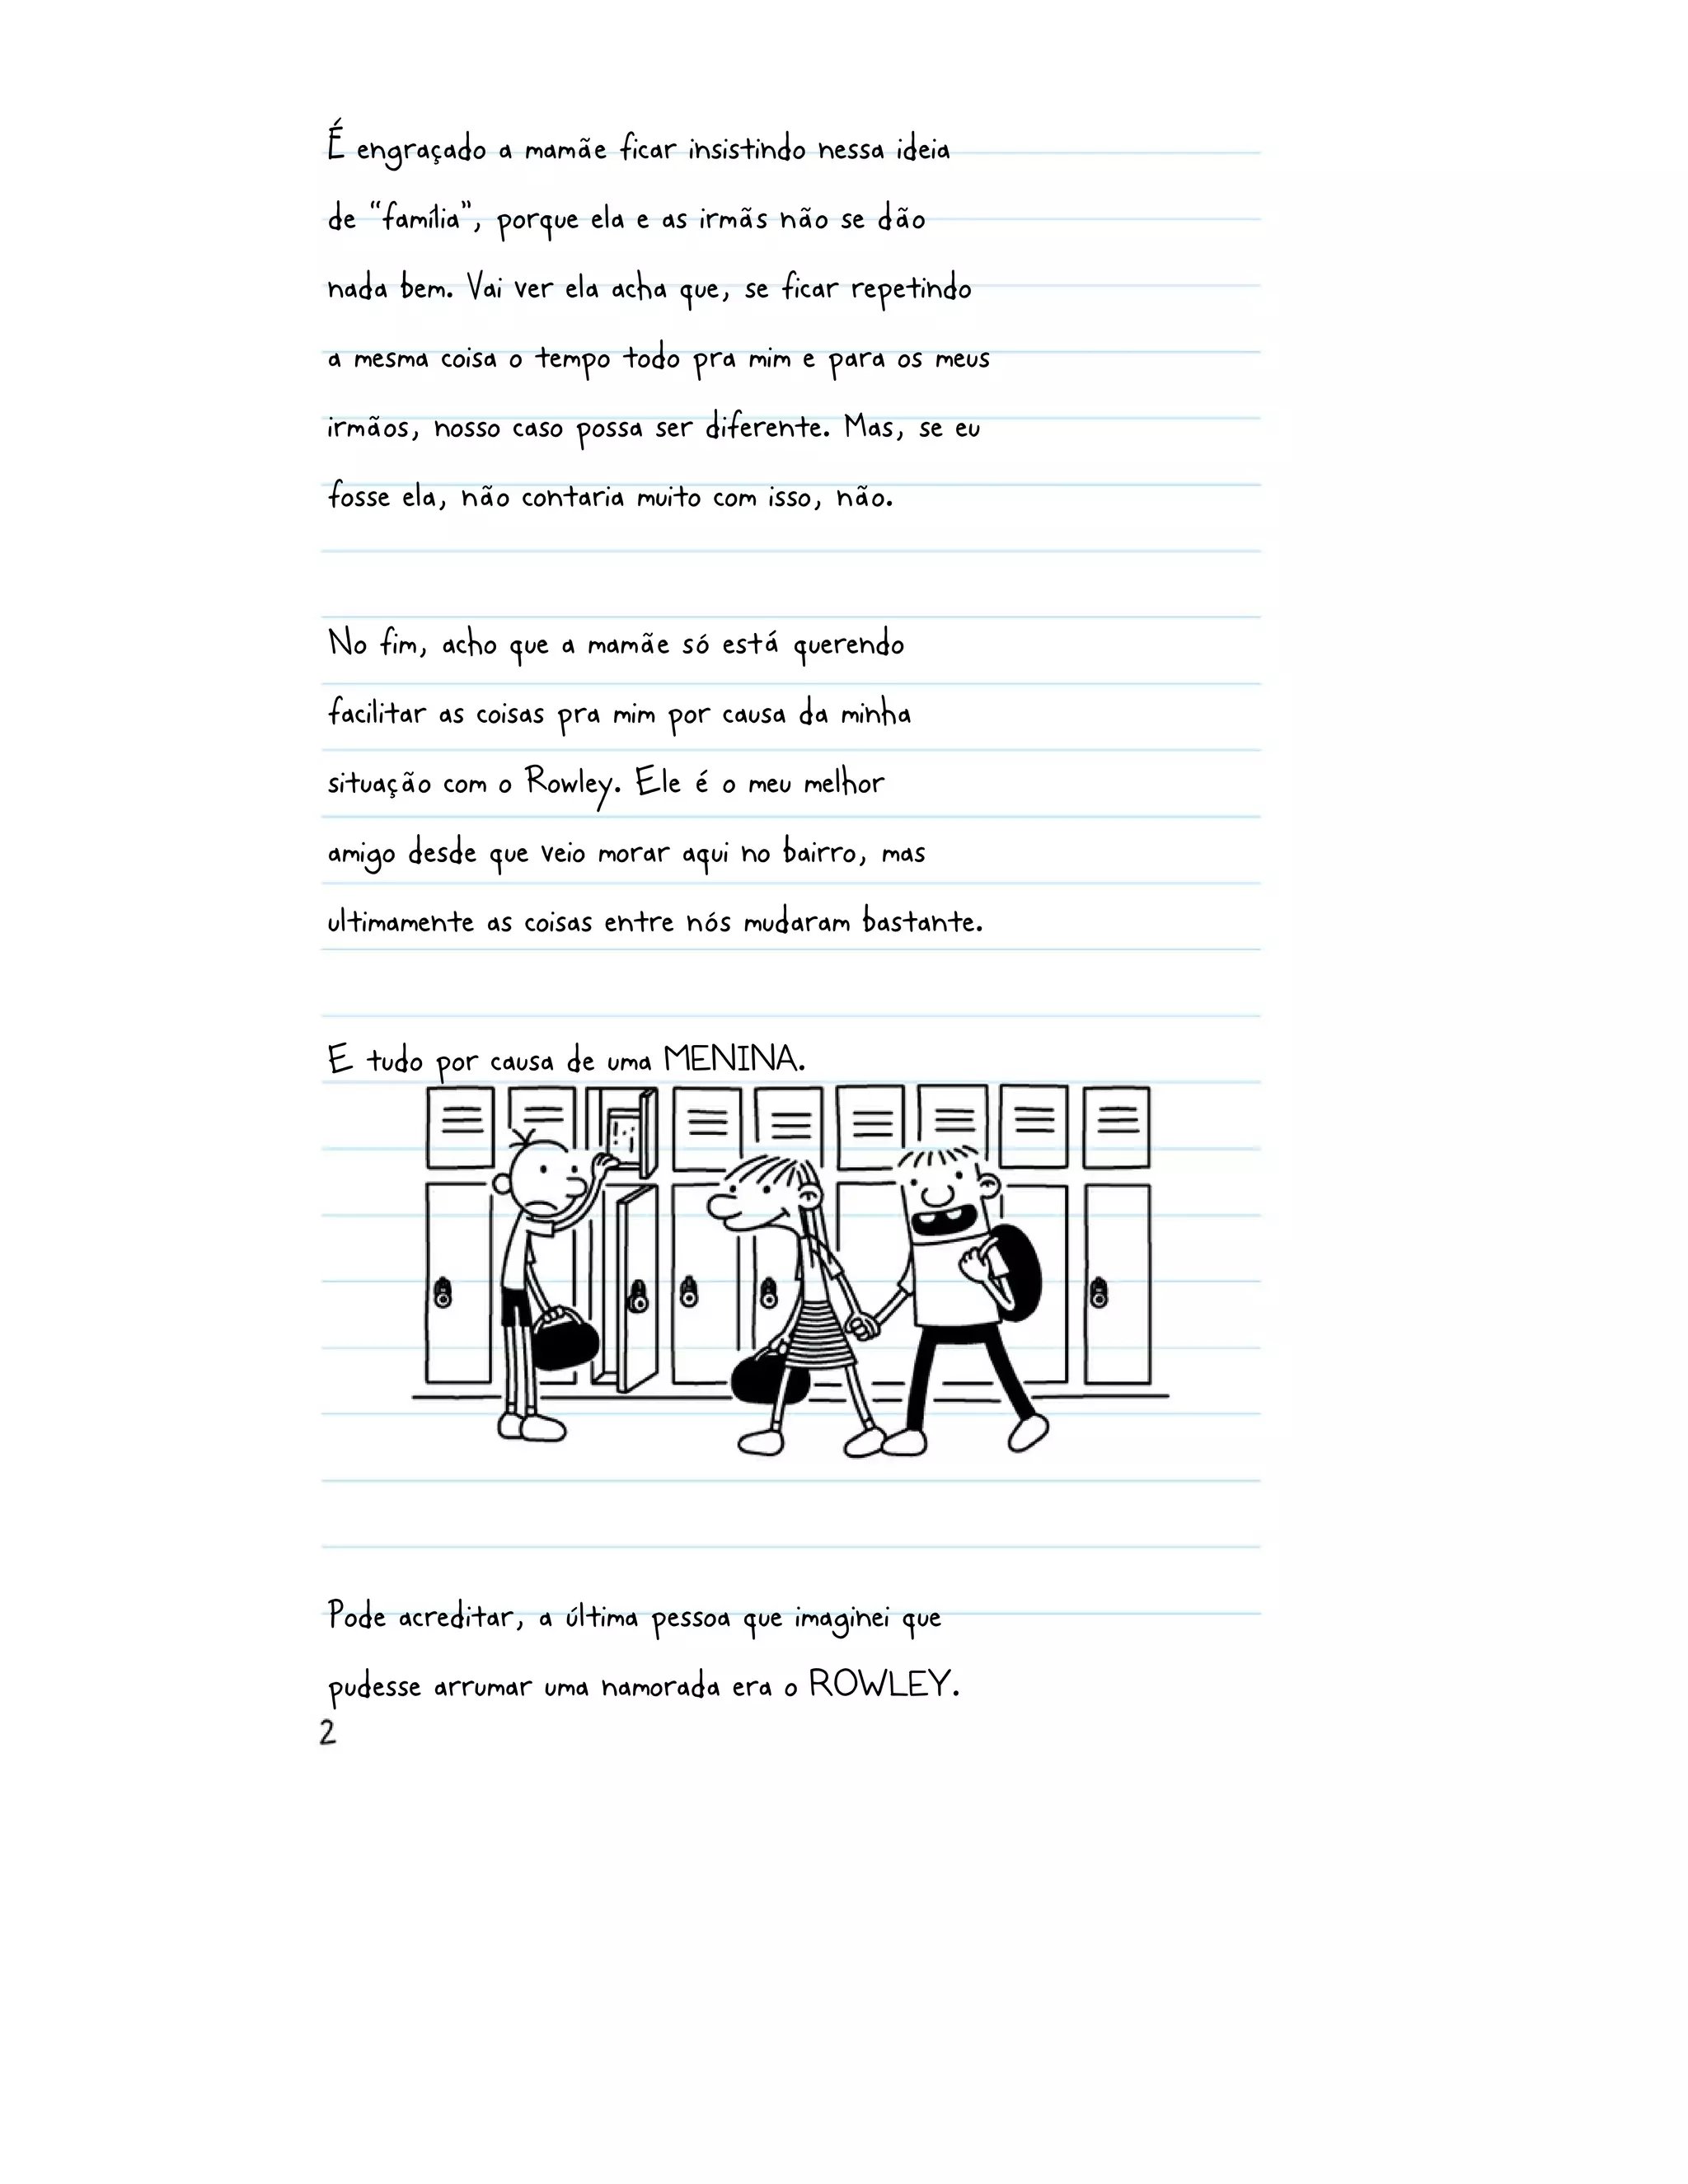 É engraçado a mamãe ficar insistindo nessa ideia
de “família”, porque ela e as irmãs não se dão
nada bem. Vai ver ela acha que, se ficar repetindo
a mesma coisa o tempo todo pra mim e para os meus
irmãos, nosso caso possa ser diferente. Mas, se eu
fosse ela, não contaria muito com isso, não.
No fim, acho que a mamãe só está querendo
facilitar as coisas pra mim por causa da minha
situação com o Rowley. Ele é o meu melhor
amigo desde que veio morar aqui no bairro, mas
ultimamente as coisas entre nós mudaram bastante.
E tudo por causa de uma MENINA.
Pode acreditar, a última pessoa que imaginei que
pudesse arrumar uma namorada era o ROWLEY.
2